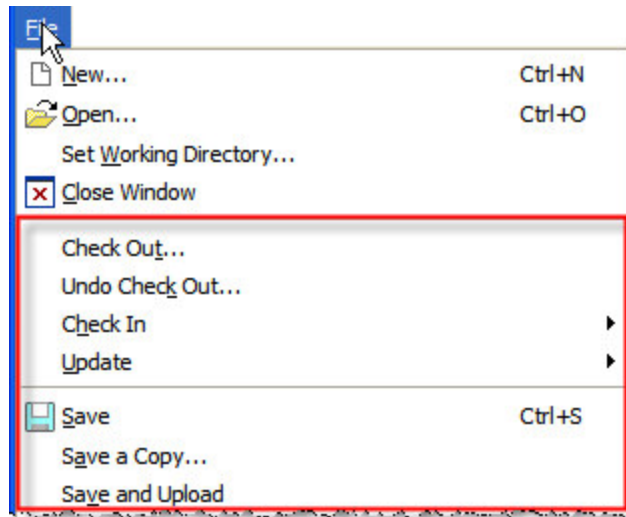 File
New... Ctrl+N
Open... Ctrl+O
Set Working Directory...
Close Window
Check Out...
Undo Check Out...
Check In
Update
Save Ctrl+S
Save a Copy...
Save and Upload